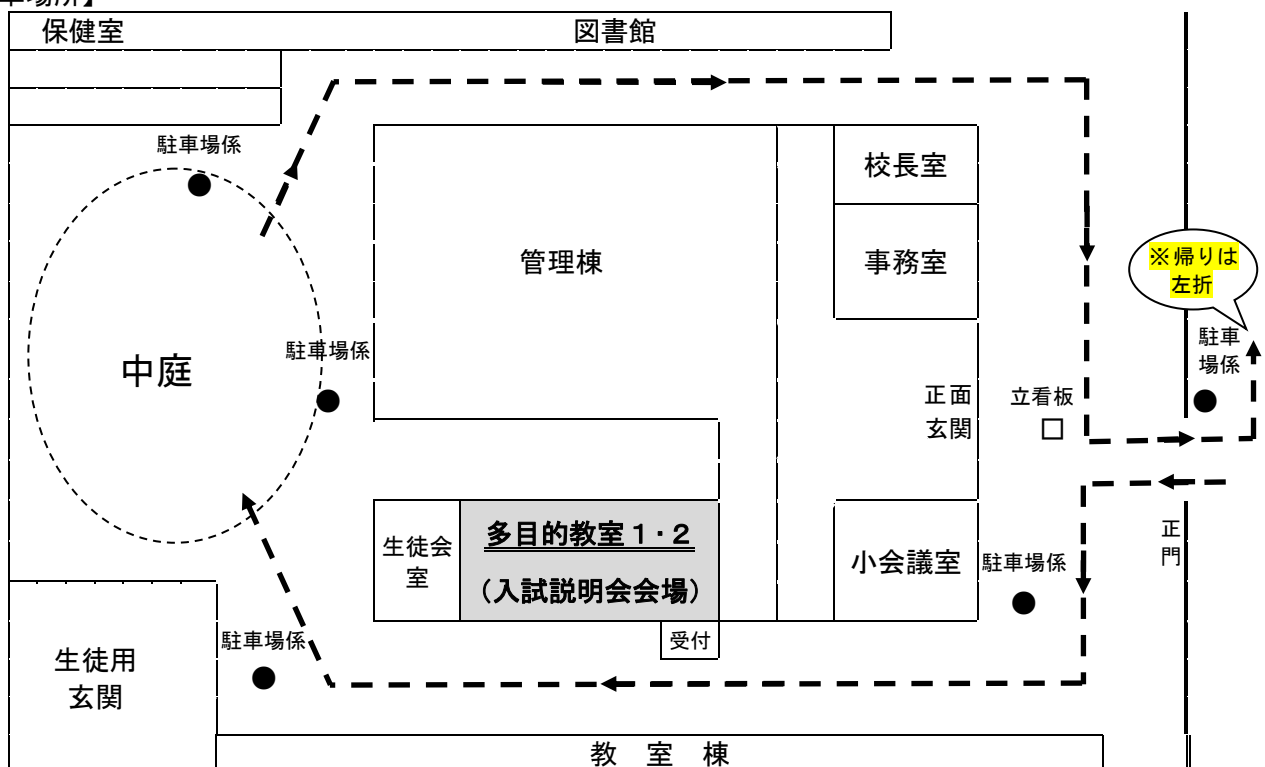 車場所】
保健室
図書館
駐車場係
校長室
管理棟
事務室
※帰りは
左折
駐車
場係
駐車場係
中庭
正面
玄関
立看板
生徒会
室
多目的教室１・２
（入試説明会会場）
小会議室
駐車場係
正
門
受付
駐車場係
生徒用
玄関
教室棟